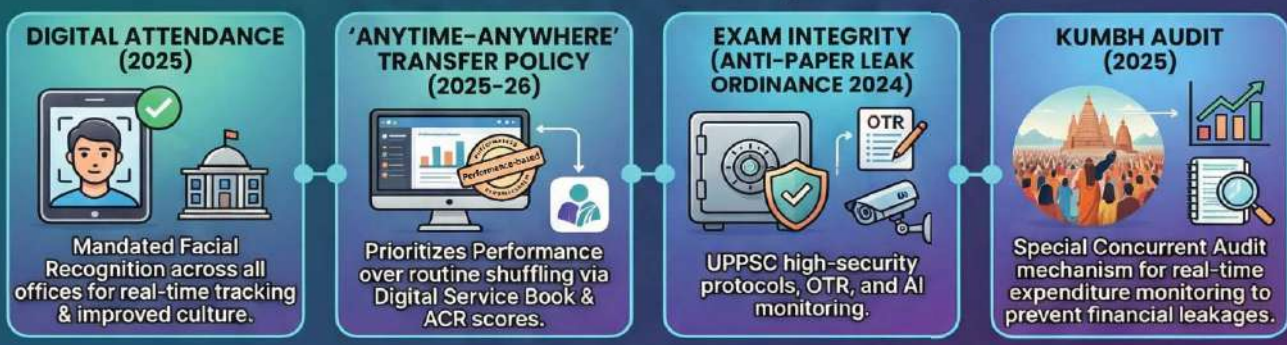 DIGITAL ATTENDANCE
(2025)
Mandated Facial
Recognition across all
offices for real-time tracking
& improved culture.
'ANYTIME-ANYWHERE'
TRANSFER POLICY
(2025-26)
Performance-based
Prioritizes Performance
over routine shuffling via
Digital Service Book &
ACR scores.
EXAM INTEGRITY
(ANTI-PAPER LEAK
ORDINANCE 2024)
OTR
UPPSC high-security
protocols, OTR, and AI
monitoring.
KUMBH AUDIT
(2025)
Special Concurrent Audit
mechanism for real-time
expenditure monitoring to
prevent financial leakages.